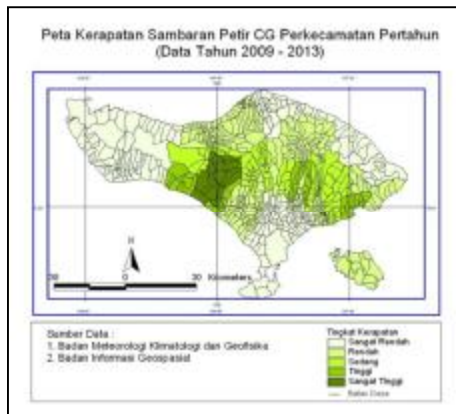 Peta Kerapatan Sambaran Petir CG Perkecamatan Pertahun
(Data Tahun 2009 - 2013)
N
30 0 30 Kilometers
Sumber Data :
1. Badan Meteorologi Klimatologi dan Geofisika
2. Badan Informasi Geospasial
Tingkat Kerapatan
Sangat Rendah
Rendah
Sedang
Tinggi
Sangat Tinggi
Batas Desa